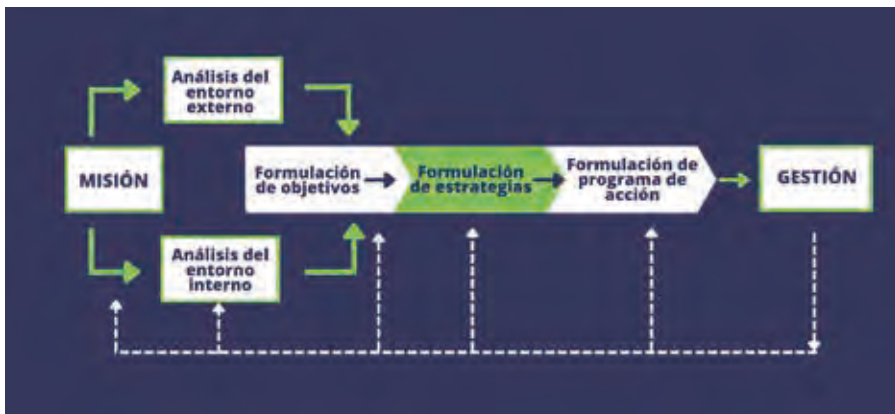 MISIÓN
Análisis del
entorno
externo
Análisis del
entorno
interno
Formulación
de objetivos
Formulación
de estrategias
Formulación de
programa de
acción
GESTIÓN